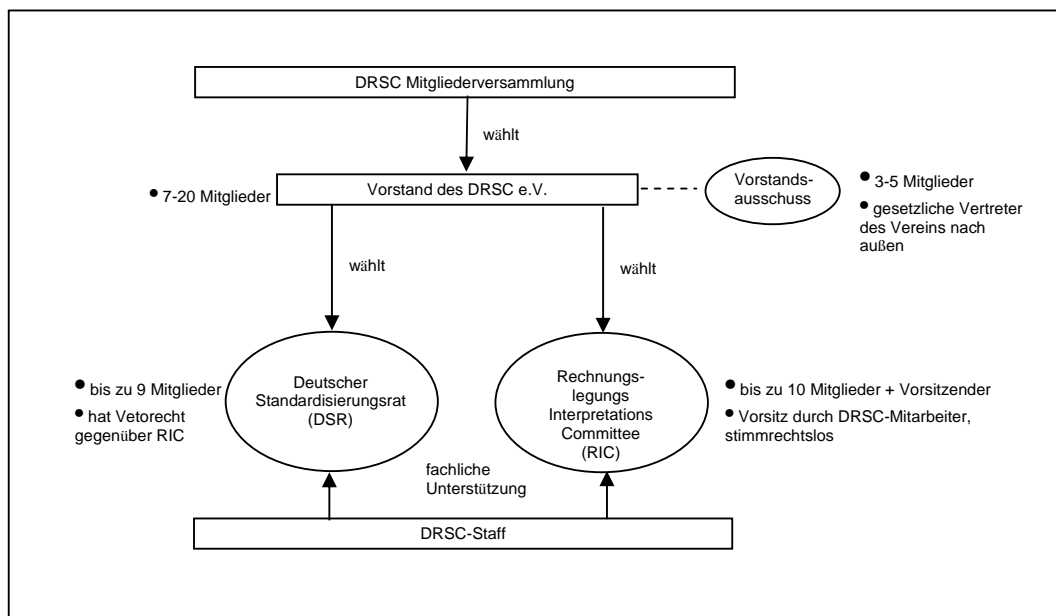 DRSC Mitgliederversammlung
wählt
• 7-20 Mitglieder
Vorstand des DRSC e.V.
Vorstands-
ausschuss
• 3-5 Mitglieder
• gesetzliche Vertreter
des Vereins nach
außen
wählt
wählt
• bis zu 9 Mitglieder
• hat Vetorecht
gegenüber RIC
Deutscher
Standardisierungsrat
(DSR)
Rechnungs-
legungs
Interpretations
Committee
(RIC)
• bis zu 10 Mitglieder + Vorsitzender
• Vorsitz durch DRSC-Mitarbeiter,
stimmrechtslos
fachliche
Unterstützung
DRSC-Staff